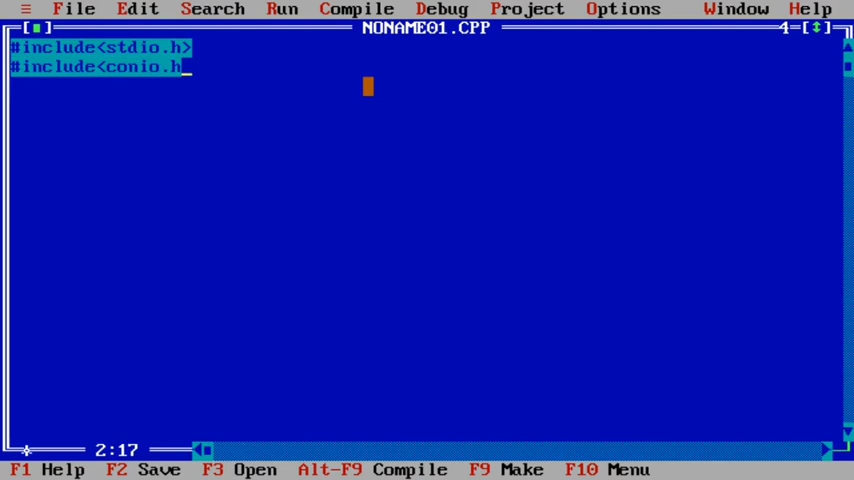 ≡ File Edit Search Run Compile Debug Project Options Window Help
[■] NONAME01.CPP 4=[↕]
#include<stdio.h>
#include<conio.h_
2:17
F1 Help F2 Save F3 Open Alt-F9 Compile F9 Make F10 Menu